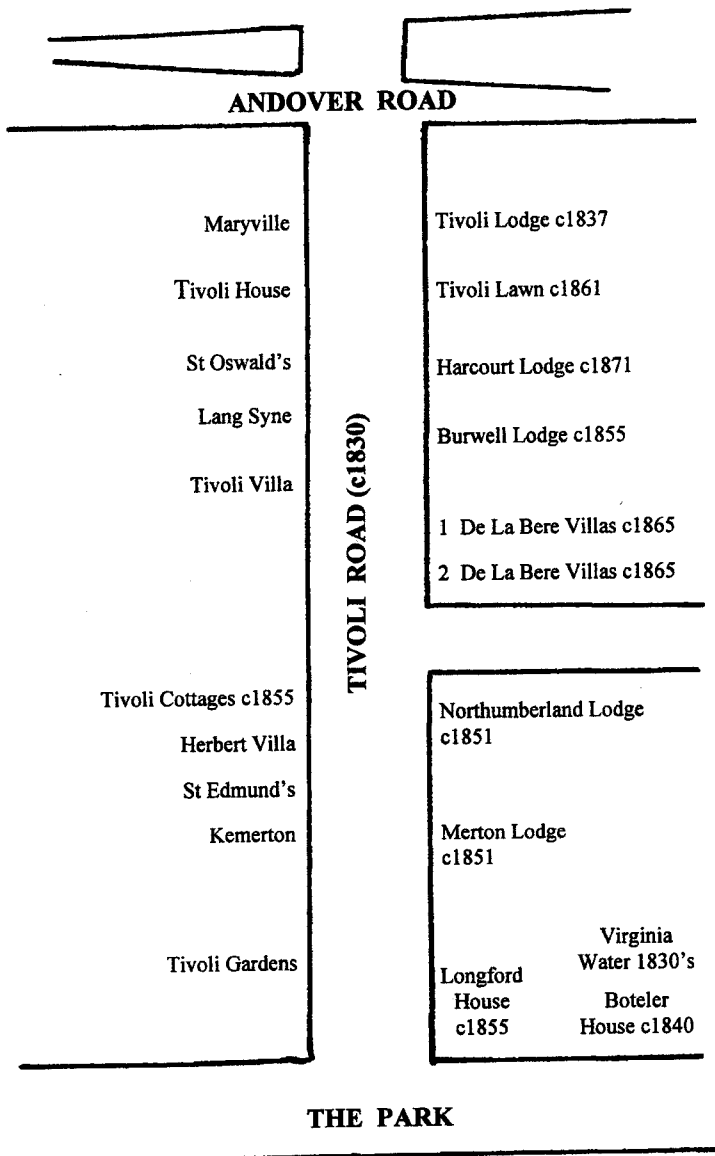 ANDOVER ROAD
Maryville
Tivoli House
St Oswald's
Lang Syne
Tivoli Villa
Tivoli Cottages c1855
Herbert Villa
St Edmund's
Kemerton
Tivoli Gardens
TIVOLI ROAD (c1830)
Tivoli Lodge c1837
Tivoli Lawn c1861
Harcourt Lodge c1871
Burwell Lodge c1855
1 De La Bere Villas c1865
2 De La Bere Villas c1865
Northumberland Lodge
c1851
Merton Lodge
c1851
Longford
House
c1855
Virginia
Water 1830's
Boteler
House c1840
THE PARK